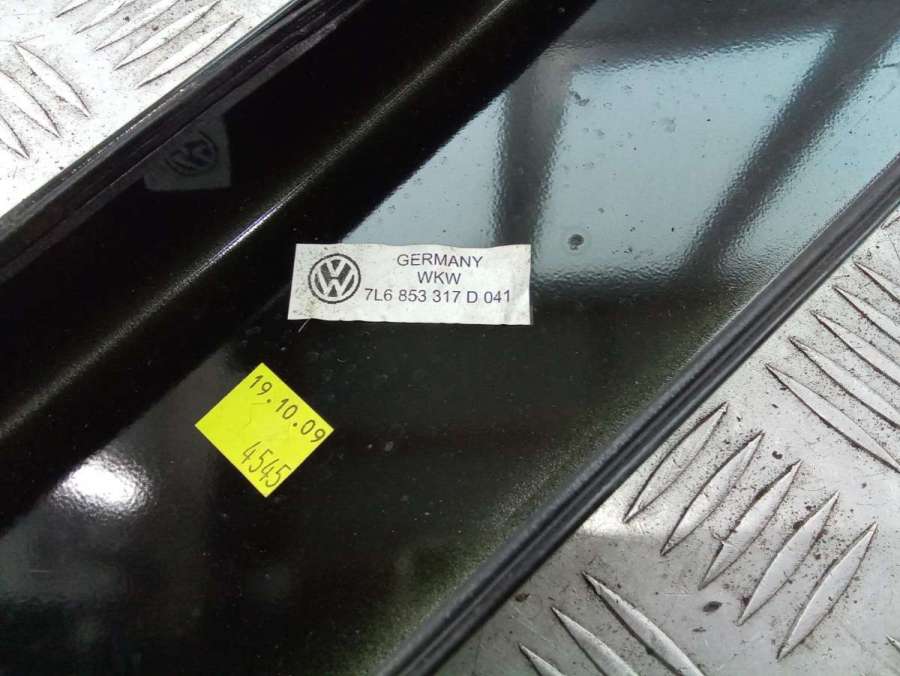 GERMANY
WKW
7L6 853 317 D 041
19.10.09
4545